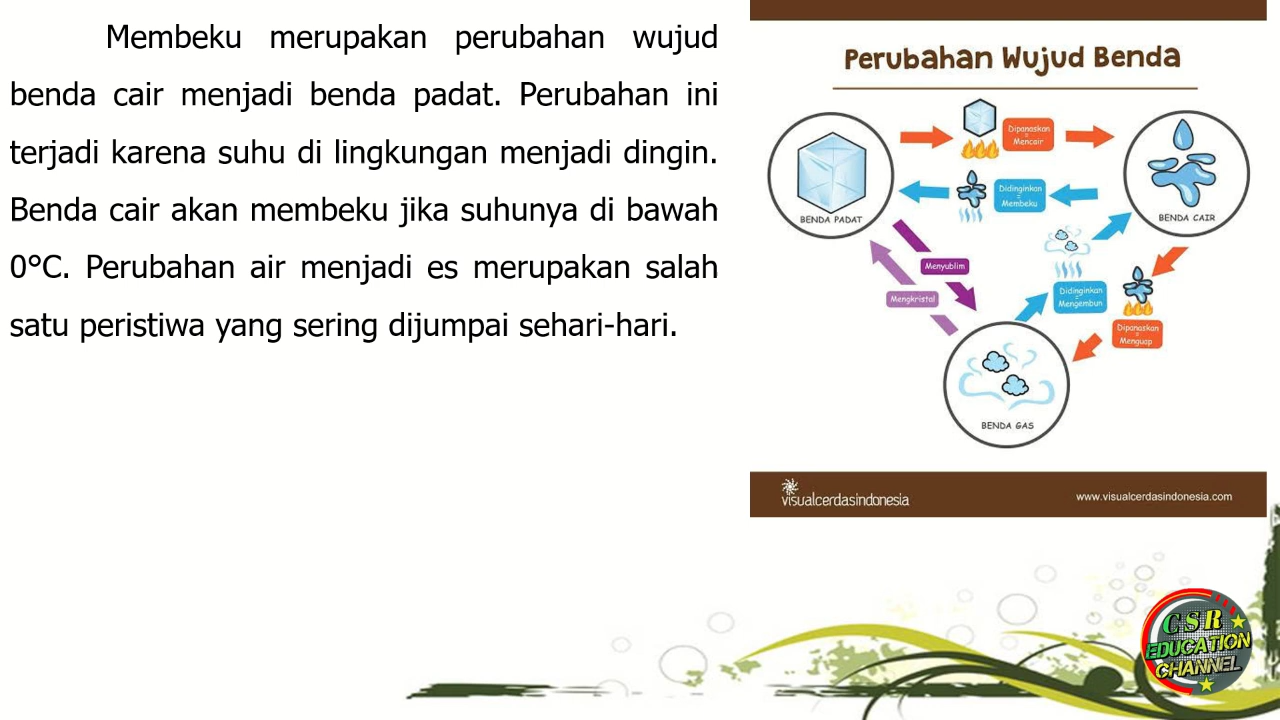 Membeku merupakan perubahan wujud
benda cair menjadi benda padat. Perubahan ini
terjadi karena suhu di lingkungan menjadi dingin.
Benda cair akan membeku jika suhunya di bawah
0°C. Perubahan air menjadi es merupakan salah
satu peristiwa yang sering dijumpai sehari-hari.
Perubahan Wujud Benda
Dipanaskan
=
Mencair
Didinginkan
=
Membeku
BENDA PADAT
BENDA CAIR
Menyublim
Mengkristal
Didinginkan
=
Mengembun
Dipanaskan
=
Menguap
BENDA GAS
visualcerdasindonesia
www.visualcerdasindonesia.com
CSR
EDUCATION
CHANNEL